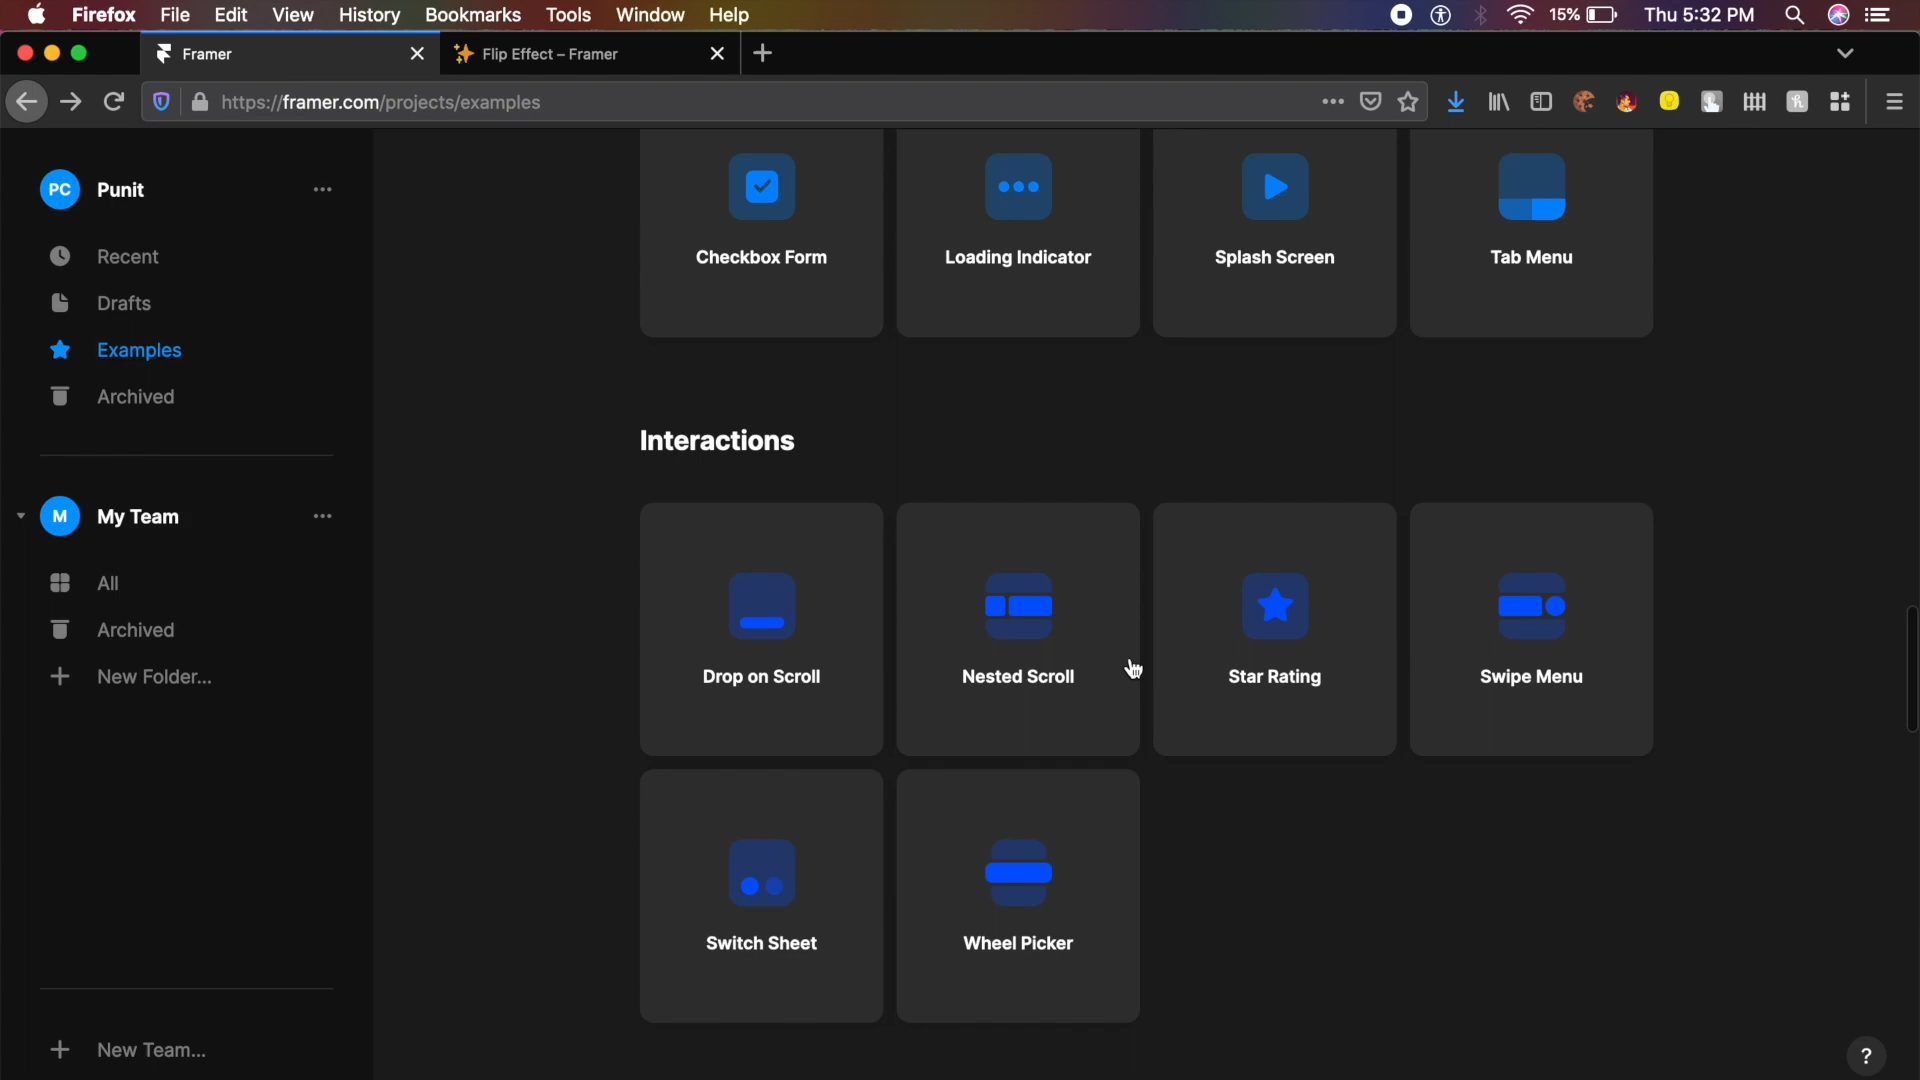 Firefox File Edit View History Bookmarks Tools Window Help 15% Thu 5:32 PM
Framer Flip Effect – Framer
https://framer.com/projects/examples
PC Punit
Recent
Drafts
Examples
Archived
M My Team
All
Archived
New Folder...
New Team...
Checkbox Form Loading Indicator Splash Screen Tab Menu
Interactions
Drop on Scroll Nested Scroll Star Rating Swipe Menu
Switch Sheet Wheel Picker
?